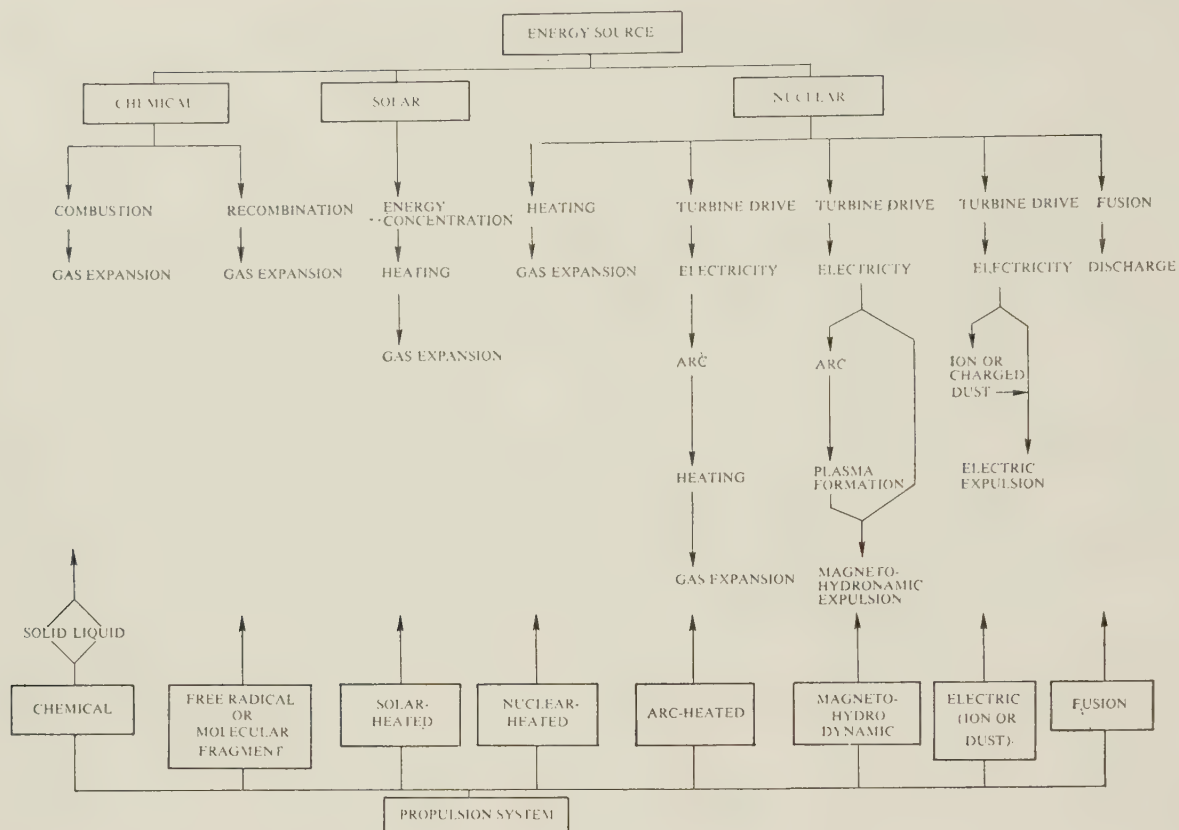 ENERGY SOURCE
CHEMICAL
SOLAR
NUCLEAR
COMBUSTION
RECOMBINATION
ENERGY
CONCENTRATION
HEATING
TURBINE DRIVE
TURBINE DRIVE
TURBINE DRIVE
FUSION
GAS EXPANSION
GAS EXPANSION
HEATING
GAS EXPANSION
ELECTRICITY
ELECTRICTY
ELECTRICITY
DISCHARGE
GAS EXPANSION
ARC
ARC
ION OR
CHARGED
DUST
HEATING
PLASMA
FORMATION
ELECTRIC
EXPULSION
GAS EXPANSION
MAGNETO-
HYDRONAMIC
EXPULSION
SOLID LIQUID
CHEMICAL
FREE RADICAL
OR
MOLECULAR
FRAGMENT
SOLAR-
HEATED
NUCLEAR-
HEATED
ARC-HEATED
MAGNETO-
HYDRO
DYNAMIC
ELECTRIC
(ION OR
DUST)
FUSION
PROPULSION SYSTEM